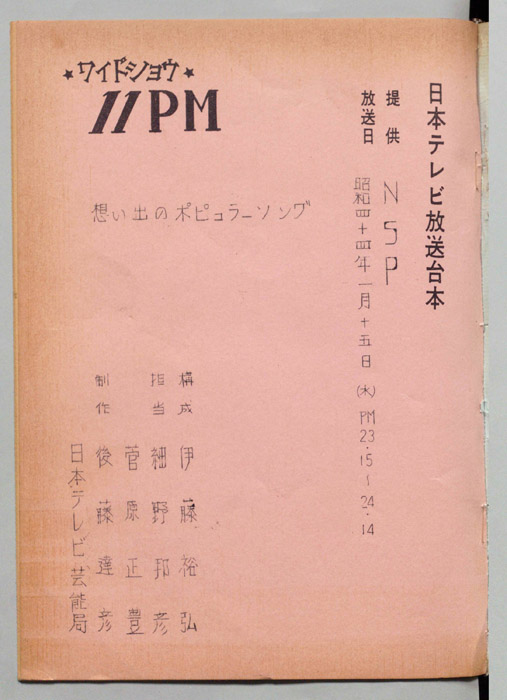 日本テレビ放送台本
提供 NSP
放送日 昭和四十四年一月十五日(水) PM 23.15~24.14
★ワイドショウ★
11PM
想い出のポピュラーソング
構成 伊藤裕弘
担当 細野邦彦
菅原正豊
制作 後藤達彦
日本テレビ芸能局